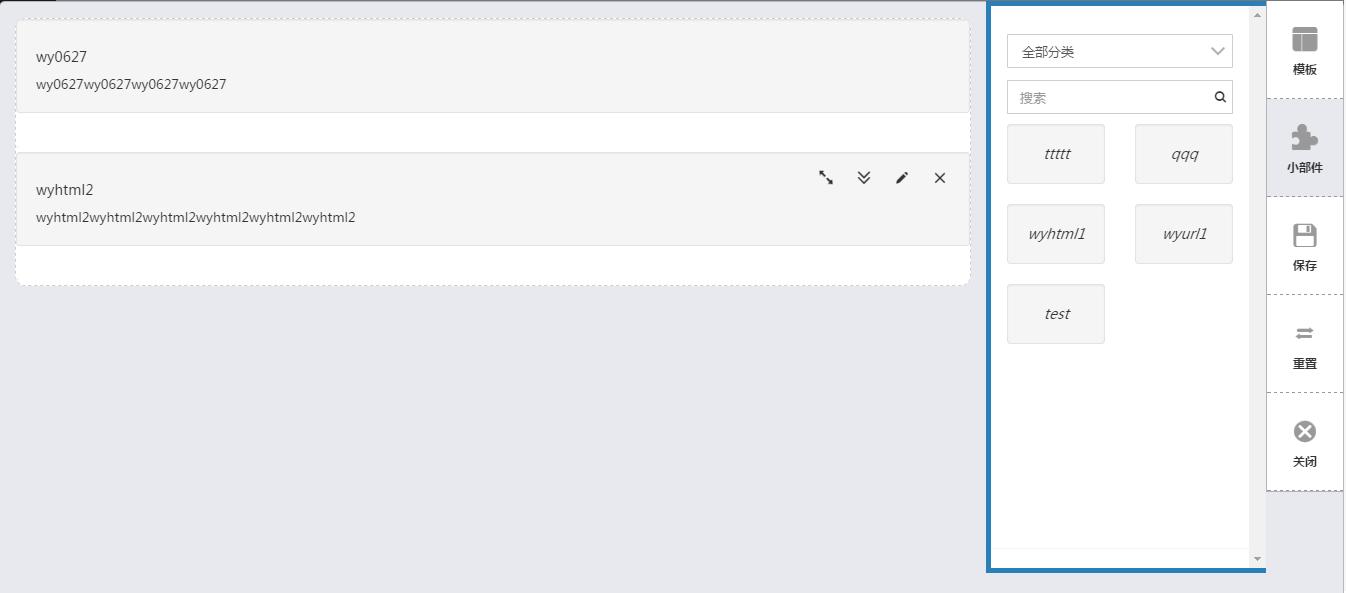 wy0627
wy0627wy0627wy0627wy0627
wyhtml2
wyhtml2wyhtml2wyhtml2wyhtml2wyhtml2wyhtml2
全部分类
搜索
ttttt
qqq
wyhtml1
wyurl1
test
模板
小部件
保存
重置
关闭